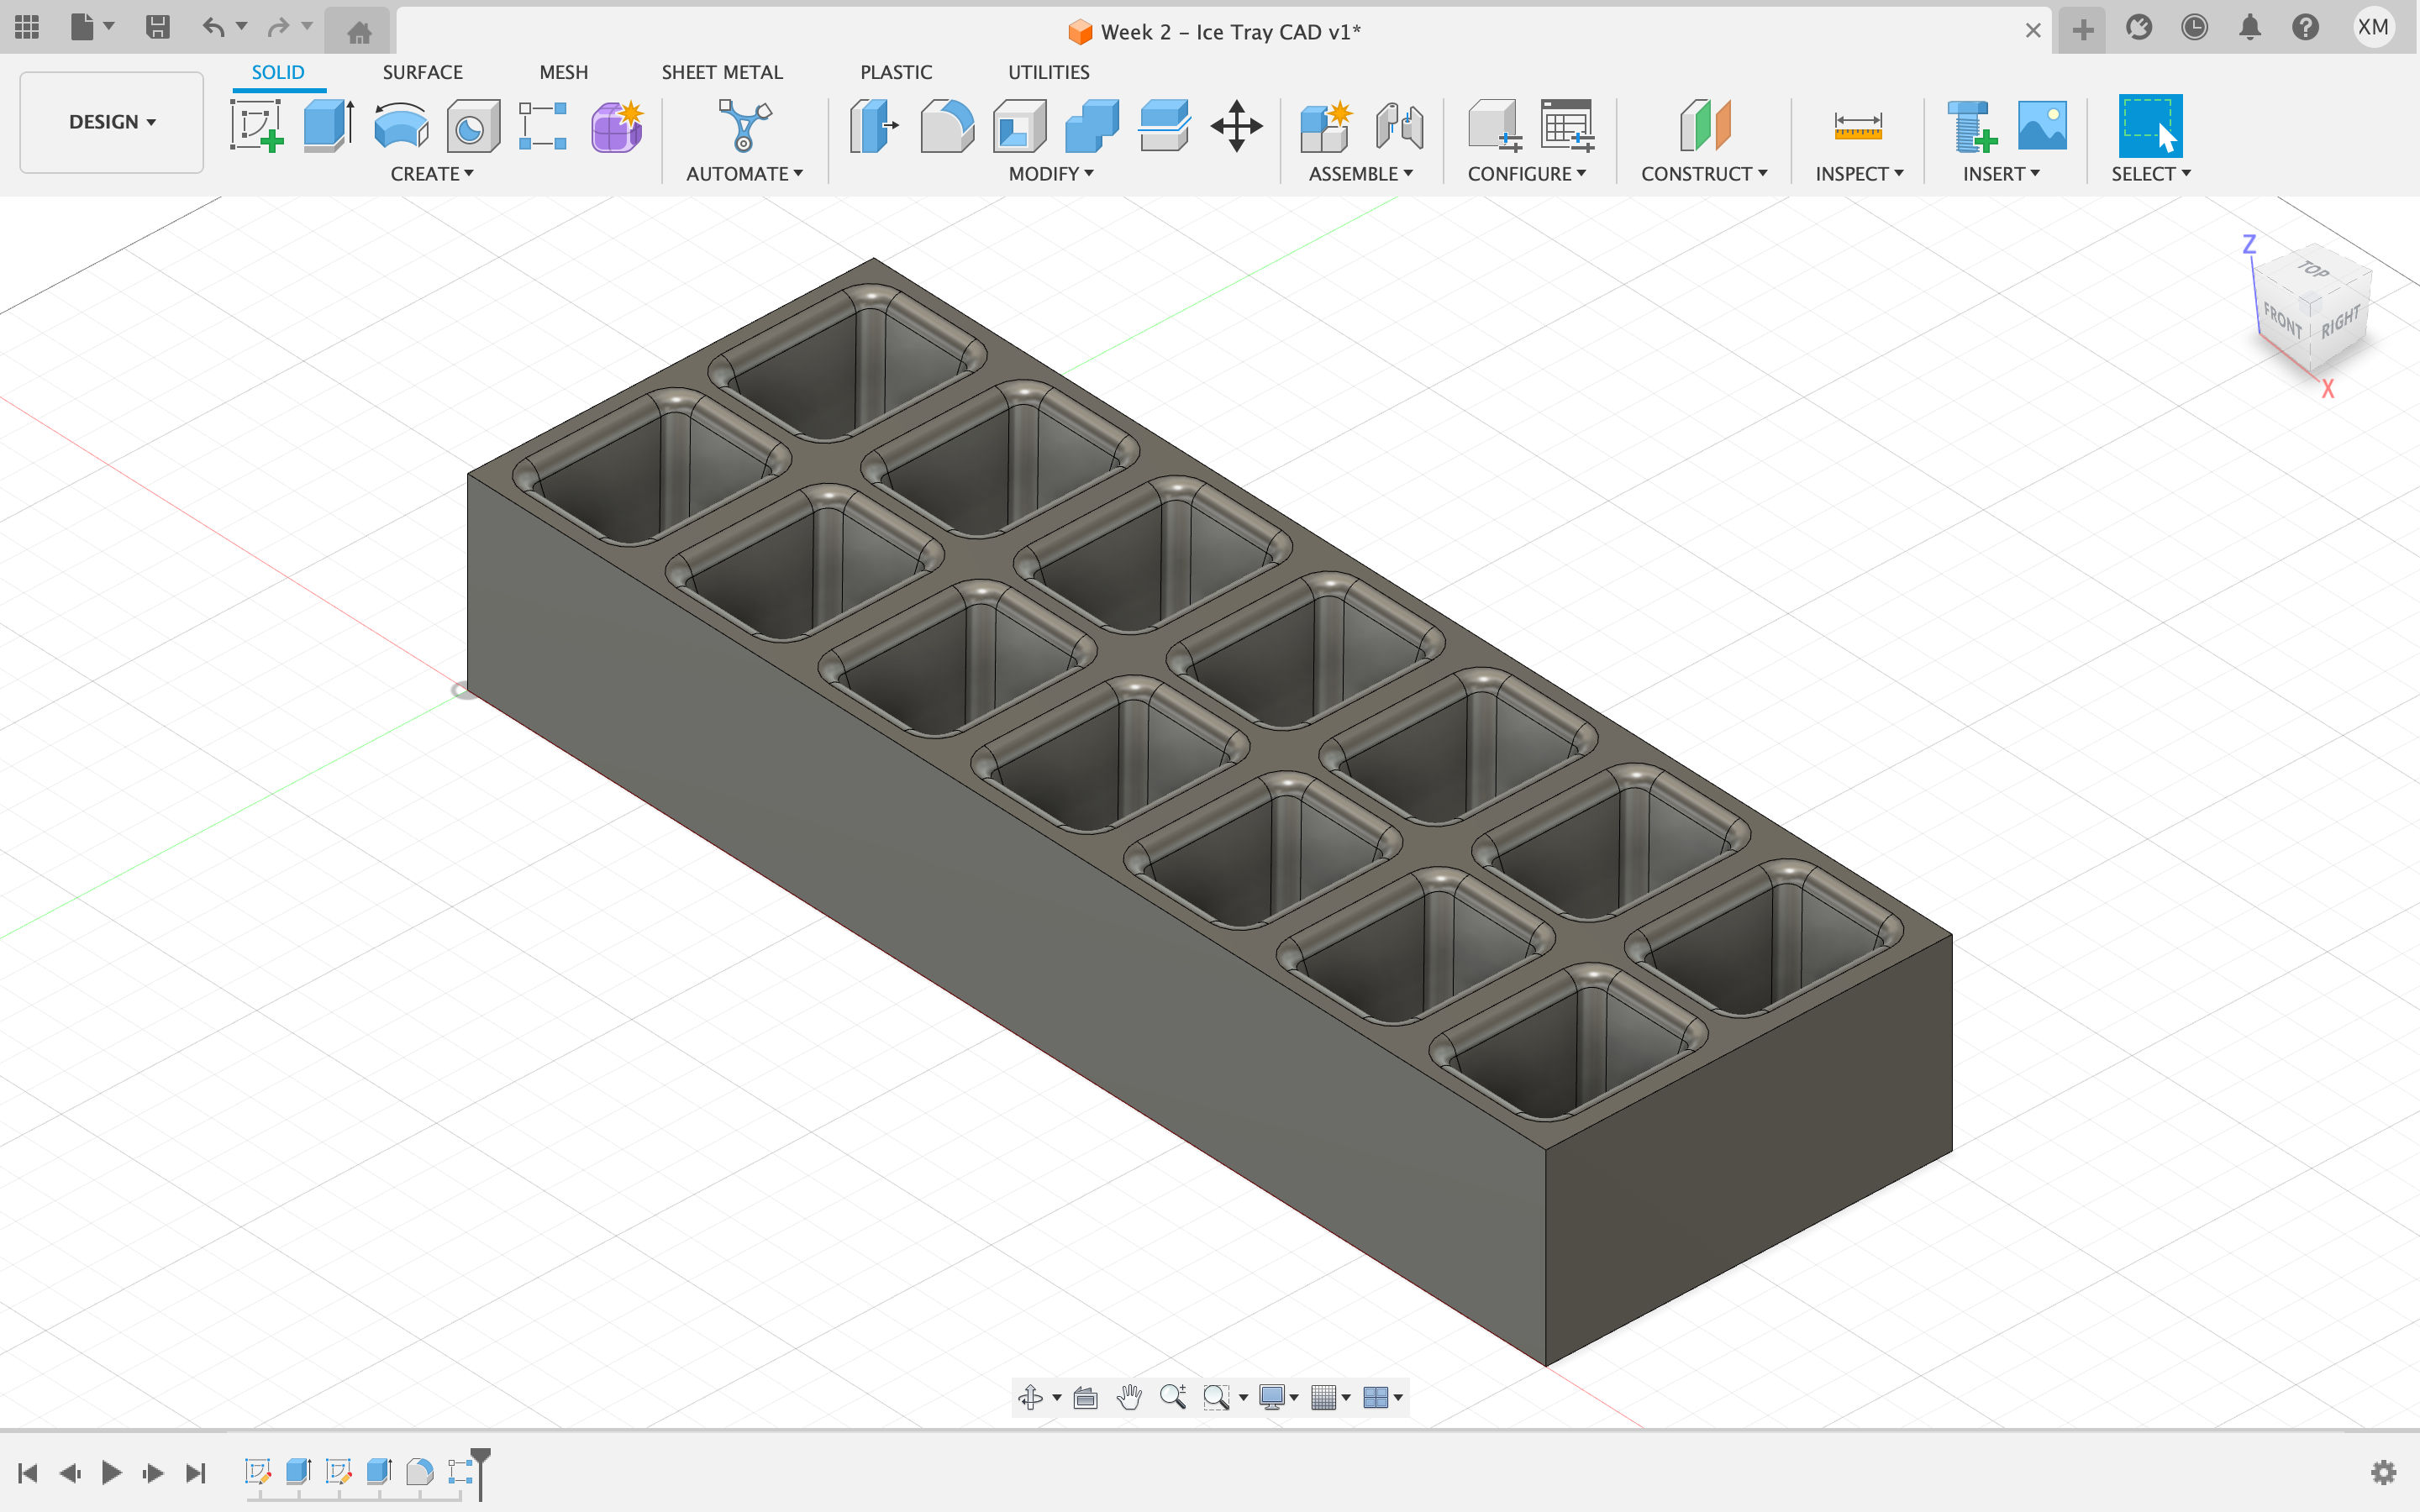 Week 2 – Ice Tray CAD v1*
XM
DESIGN
SOLID
SURFACE
MESH
SHEET METAL
PLASTIC
UTILITIES
CREATE
AUTOMATE
MODIFY
ASSEMBLE
CONFIGURE
CONSTRUCT
INSPECT
INSERT
SELECT
Z
TOP
FRONT
RIGHT
X